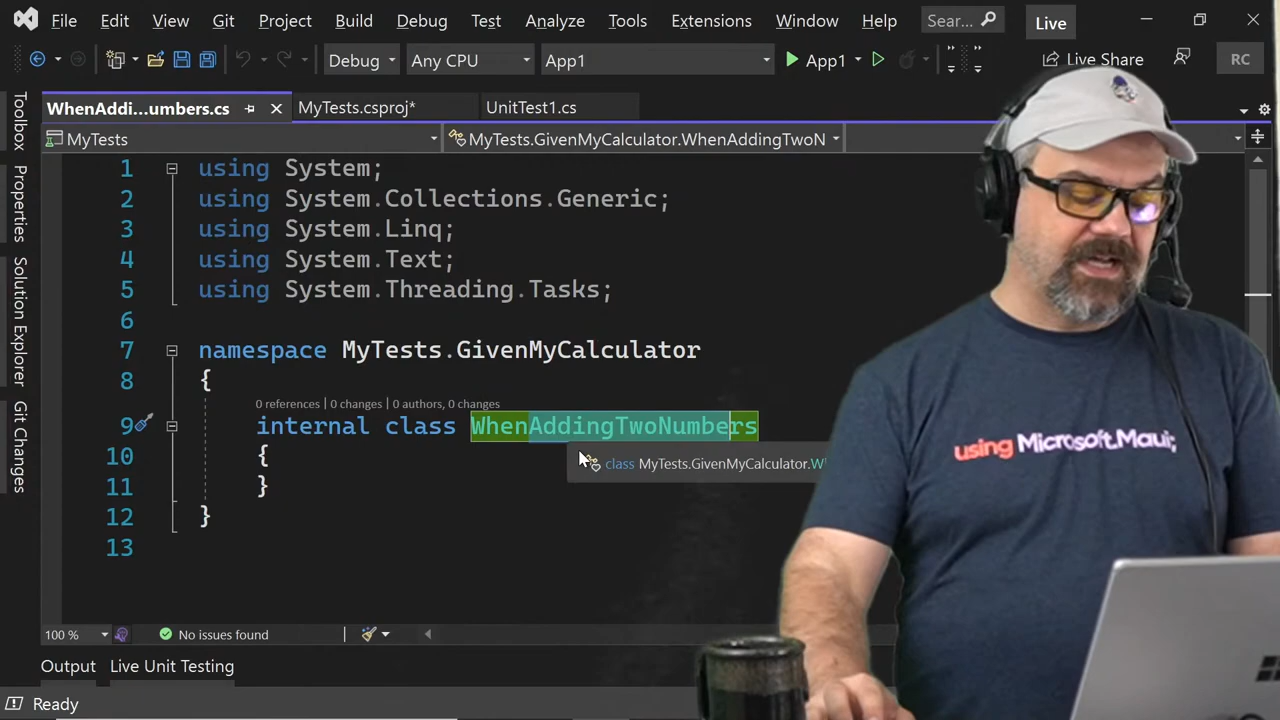 File Edit View Git Project Build Debug Test Analyze Tools Extensions Window Help Sear... Live
Debug Any CPU App1 App1 Live Share RC
WhenAddi...umbers.cs MyTests.csproj* UnitTest1.cs
MyTests MyTests.GivenMyCalculator.WhenAddingTwoN
Toolbox
Properties
Solution Explorer
Git Changes
1 using System;
2 using System.Collections.Generic;
3 using System.Linq;
4 using System.Text;
5 using System.Threading.Tasks;
6
7 namespace MyTests.GivenMyCalculator
8 {
0 references | 0 changes | 0 authors, 0 changes
9 internal class WhenAddingTwoNumbers
10 {
class MyTests.GivenMyCalculator.W
11 }
12 }
13
using Microsoft.Maui;
100 % No issues found
Output Live Unit Testing
Ready